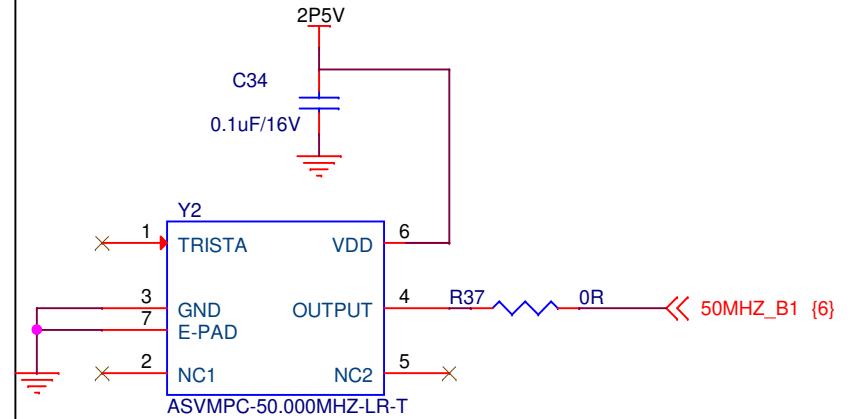 2P5V
C34
0.1uF/16V
Y2
1 TRISTA VDD 6
3 GND OUTPUT 4 R37 0R 50MHZ_B1 {6}
7 E-PAD
2 NC1 NC2 5
ASVMPC-50.000MHZ-LR-T